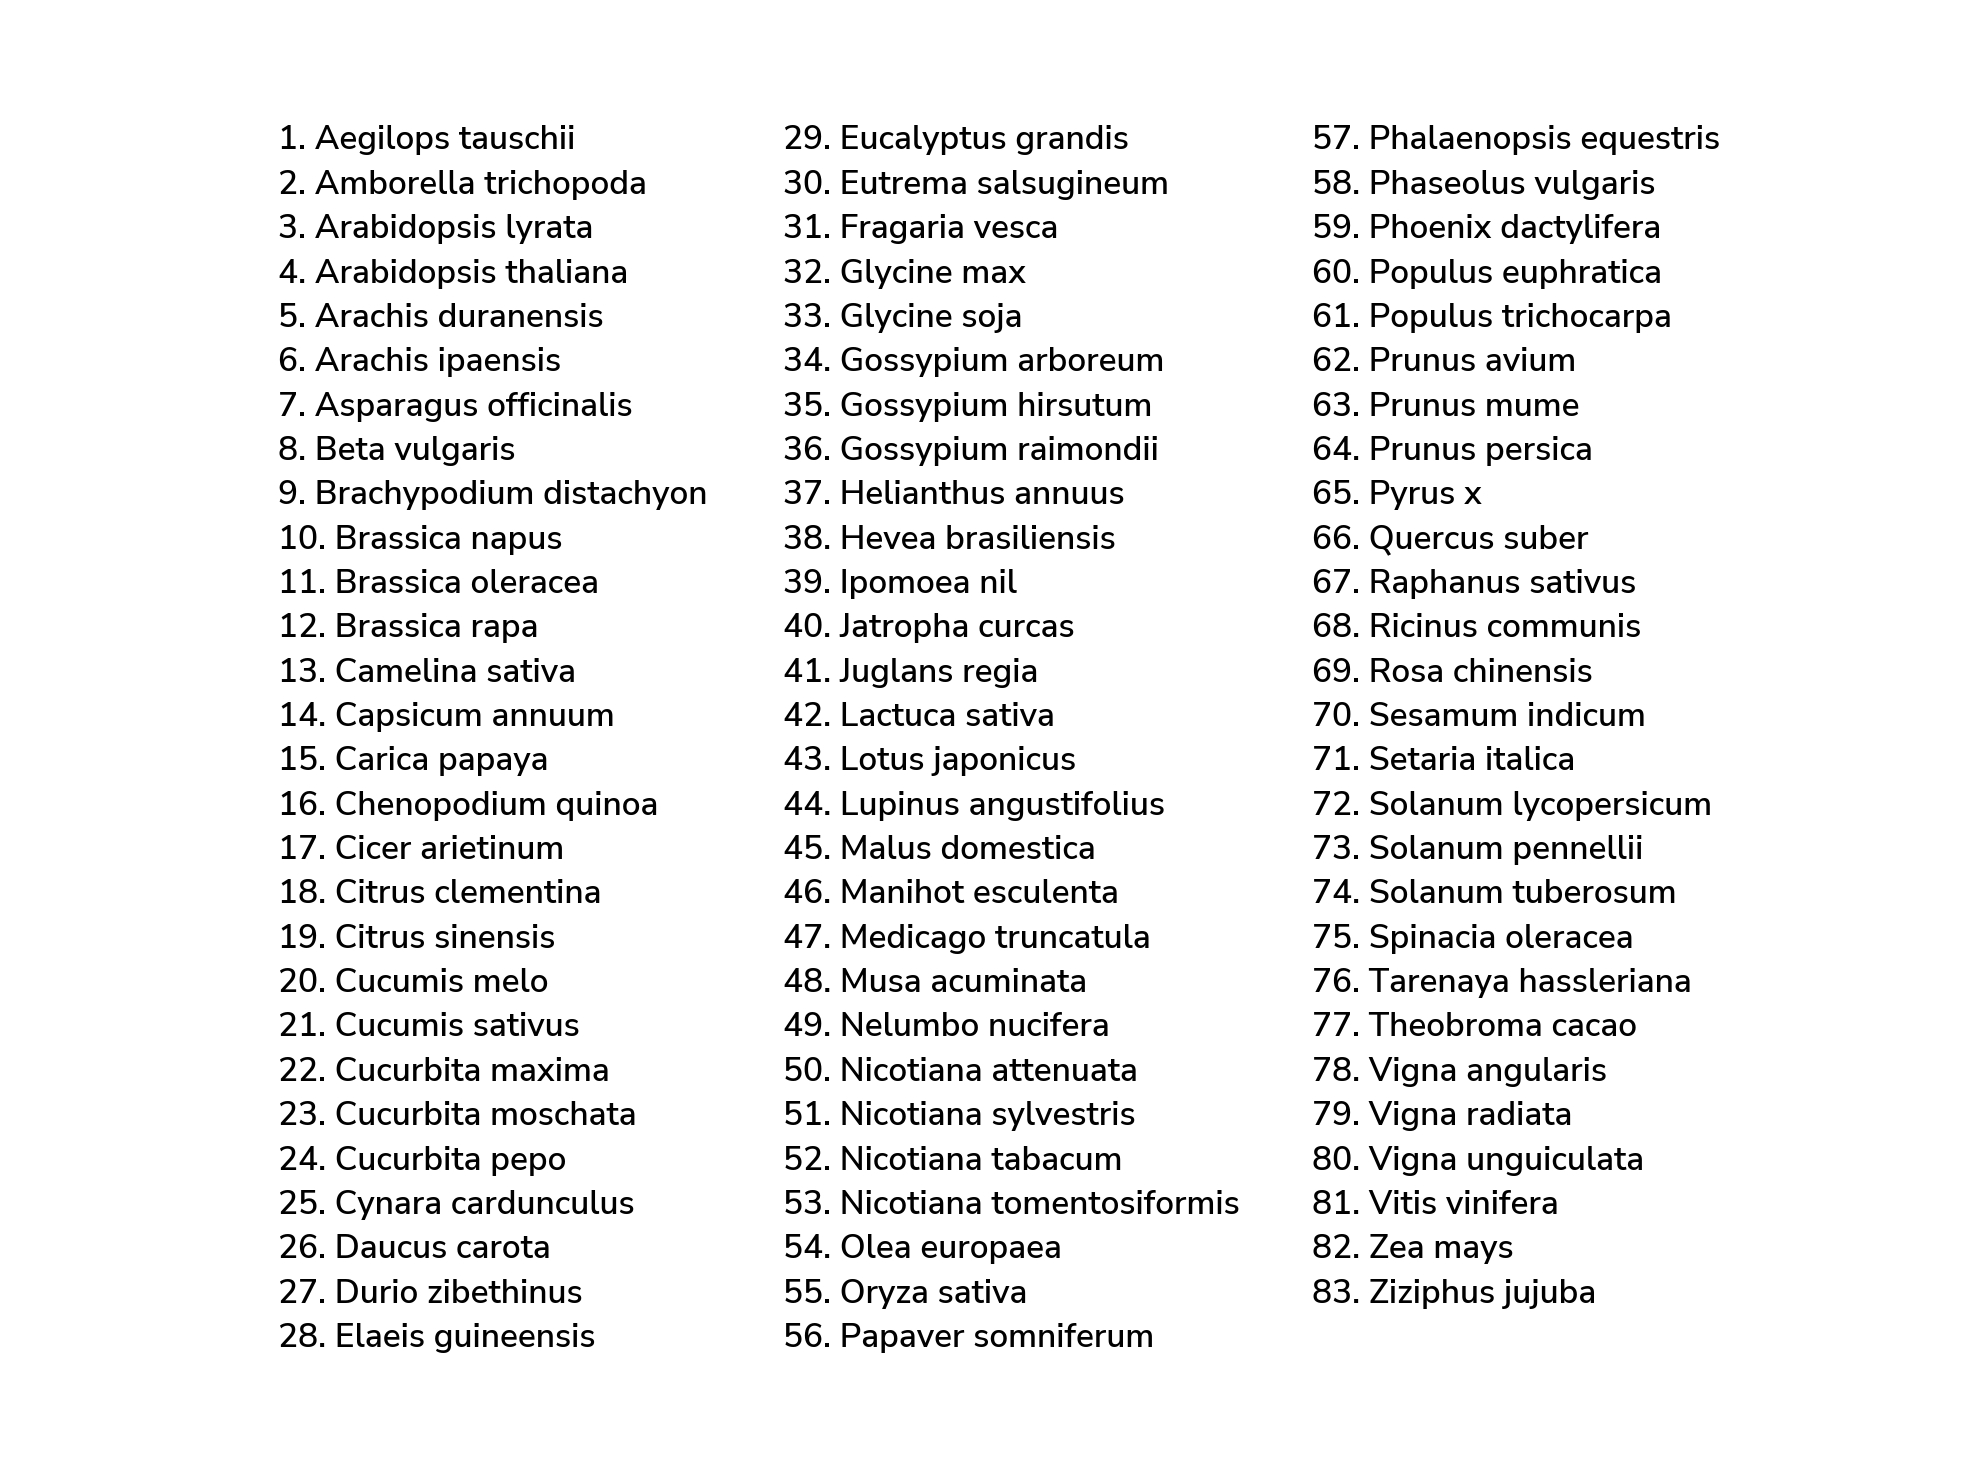 1. Aegilops tauschii
2. Amborella trichopoda
3. Arabidopsis lyrata
4. Arabidopsis thaliana
5. Arachis duranensis
6. Arachis ipaensis
7. Asparagus officinalis
8. Beta vulgaris
9. Brachypodium distachyon
10. Brassica napus
11. Brassica oleracea
12. Brassica rapa
13. Camelina sativa
14. Capsicum annuum
15. Carica papaya
16. Chenopodium quinoa
17. Cicer arietinum
18. Citrus clementina
19. Citrus sinensis
20. Cucumis melo
21. Cucumis sativus
22. Cucurbita maxima
23. Cucurbita moschata
24. Cucurbita pepo
25. Cynara cardunculus
26. Daucus carota
27. Durio zibethinus
28. Elaeis guineensis
29. Eucalyptus grandis
30. Eutrema salsugineum
31. Fragaria vesca
32. Glycine max
33. Glycine soja
34. Gossypium arboreum
35. Gossypium hirsutum
36. Gossypium raimondii
37. Helianthus annuus
38. Hevea brasiliensis
39. Ipomoea nil
40. Jatropha curcas
41. Juglans regia
42. Lactuca sativa
43. Lotus japonicus
44. Lupinus angustifolius
45. Malus domestica
46. Manihot esculenta
47. Medicago truncatula
48. Musa acuminata
49. Nelumbo nucifera
50. Nicotiana attenuata
51. Nicotiana sylvestris
52. Nicotiana tabacum
53. Nicotiana tomentosiformis
54. Olea europaea
55. Oryza sativa
56. Papaver somniferum
57. Phalaenopsis equestris
58. Phaseolus vulgaris
59. Phoenix dactylifera
60. Populus euphratica
61. Populus trichocarpa
62. Prunus avium
63. Prunus mume
64. Prunus persica
65. Pyrus x
66. Quercus suber
67. Raphanus sativus
68. Ricinus communis
69. Rosa chinensis
70. Sesamum indicum
71. Setaria italica
72. Solanum lycopersicum
73. Solanum pennellii
74. Solanum tuberosum
75. Spinacia oleracea
76. Tarenaya hassleriana
77. Theobroma cacao
78. Vigna angularis
79. Vigna radiata
80. Vigna unguiculata
81. Vitis vinifera
82. Zea mays
83. Ziziphus jujuba